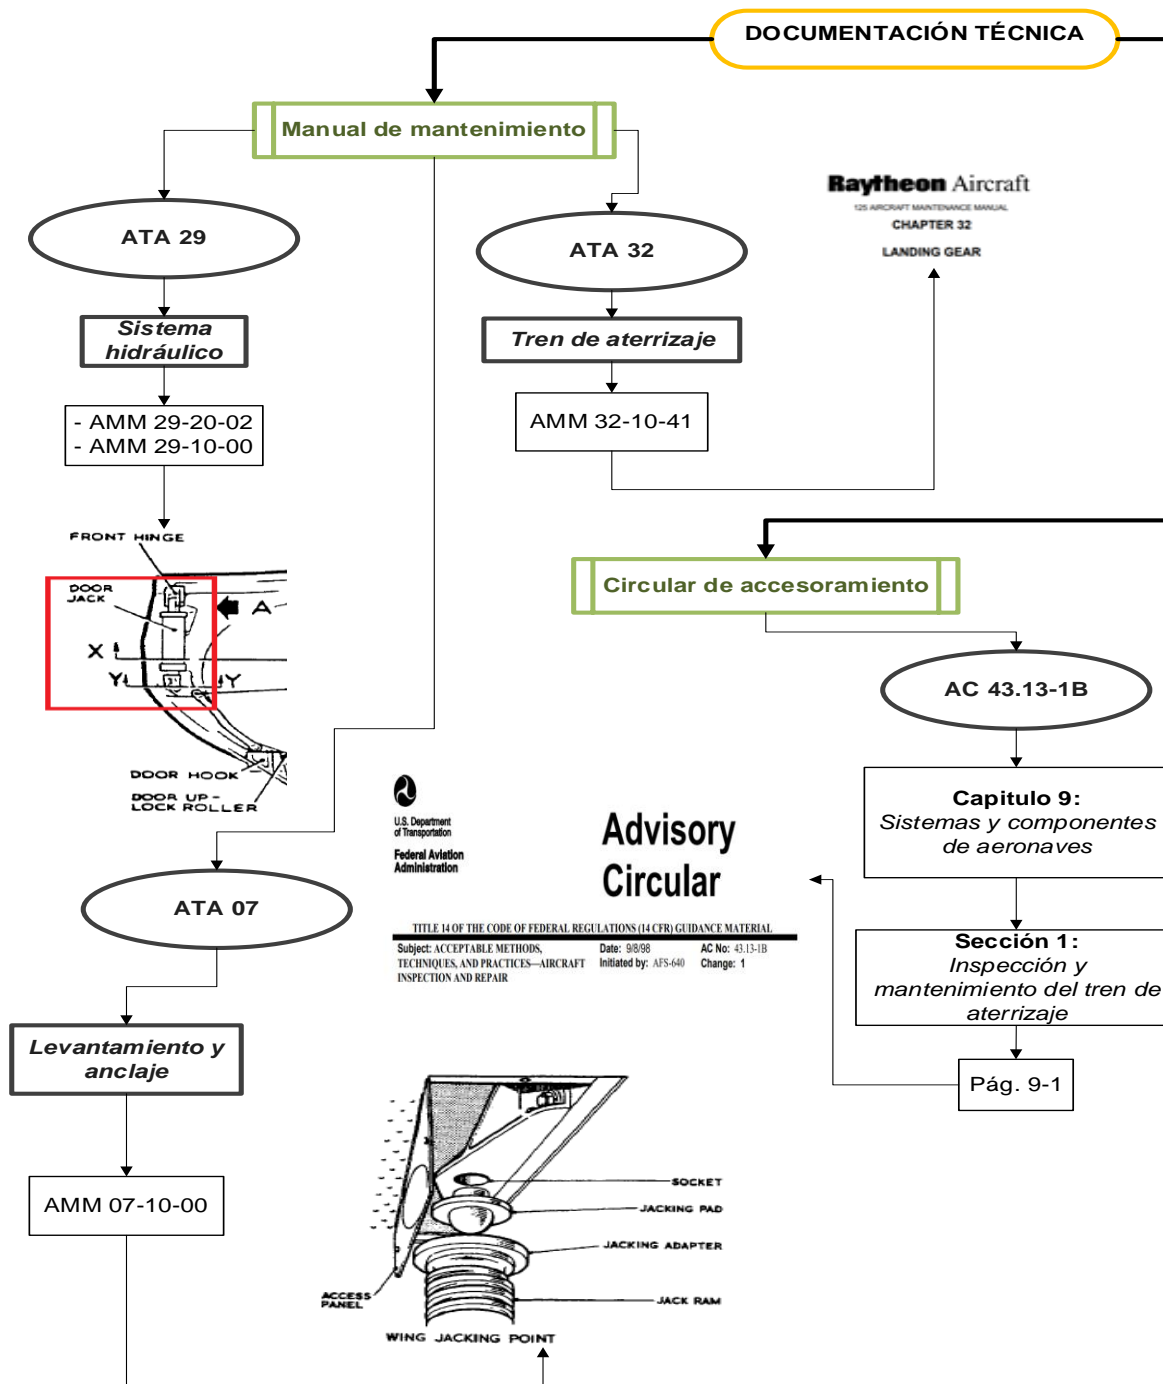 DOCUMENTACIÓN TÉCNICA
Manual de mantenimiento
ATA 29
Sistema
hidráulico
- AMM 29-20-02
- AMM 29-10-00
FRONT HINGE
DOOR
JACK
A
X
Y
Y
DOOR HOOK
DOOR UP-
LOCK ROLLER
ATA 32
Tren de aterrizaje
AMM 32-10-41
Raytheon Aircraft
125 AIRCRAFT MAINTENANCE MANUAL
CHAPTER 32
LANDING GEAR
Circular de accesoramiento
AC 43.13-1B
Capitulo 9:
Sistemas y componentes
de aeronaves
Sección 1:
Inspección y
mantenimiento del tren de
aterrizaje
Pág. 9-1
U.S. Department
of Transportation
Federal Aviation
Administration
Advisory
Circular
TITLE 14 OF THE CODE OF FEDERAL REGULATIONS (14 CFR) GUIDANCE MATERIAL
Subject: ACCEPTABLE METHODS,
TECHNIQUES, AND PRACTICES—AIRCRAFT
INSPECTION AND REPAIR
Date: 9/8/98
Initiated by: AFS-640
AC No: 43.13-1B
Change: 1
ATA 07
Levantamiento y
anclaje
AMM 07-10-00
SOCKET
JACKING PAD
JACKING ADAPTER
JACK RAM
ACCESS
PANEL
WING JACKING POINT